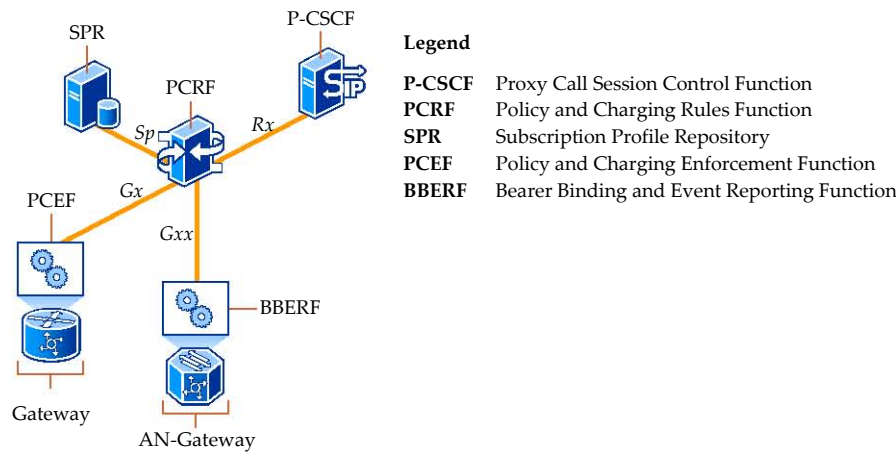 P-CSCF
SPR
PCRF
Sp
Rx
Gx
PCEF
Gxx
BBERF
Gateway
AN-Gateway
Legend
P-CSCF Proxy Call Session Control Function
PCRF Policy and Charging Rules Function
SPR Subscription Profile Repository
PCEF Policy and Charging Enforcement Function
BBERF Bearer Binding and Event Reporting Function
SIP